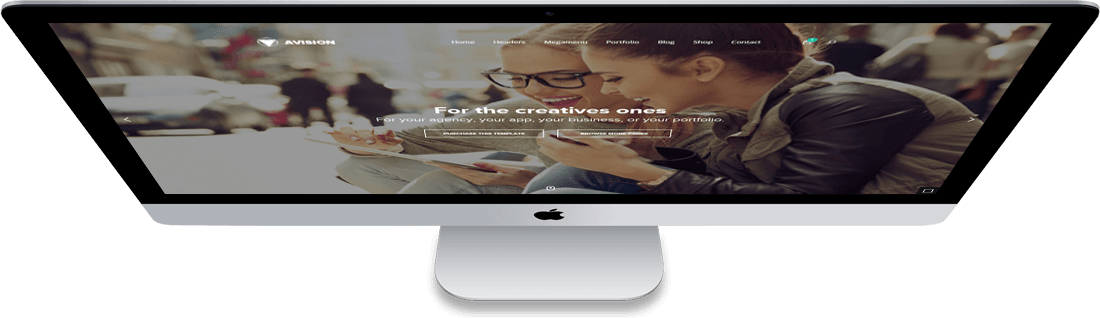 AVISION
Home Headers Megamenu Portfolio Blog Shop Contact
For the creatives ones
For your agency, your app, your business, or your portfolio.
PURCHASE THIS TEMPLATE BROWSE MORE PAGES